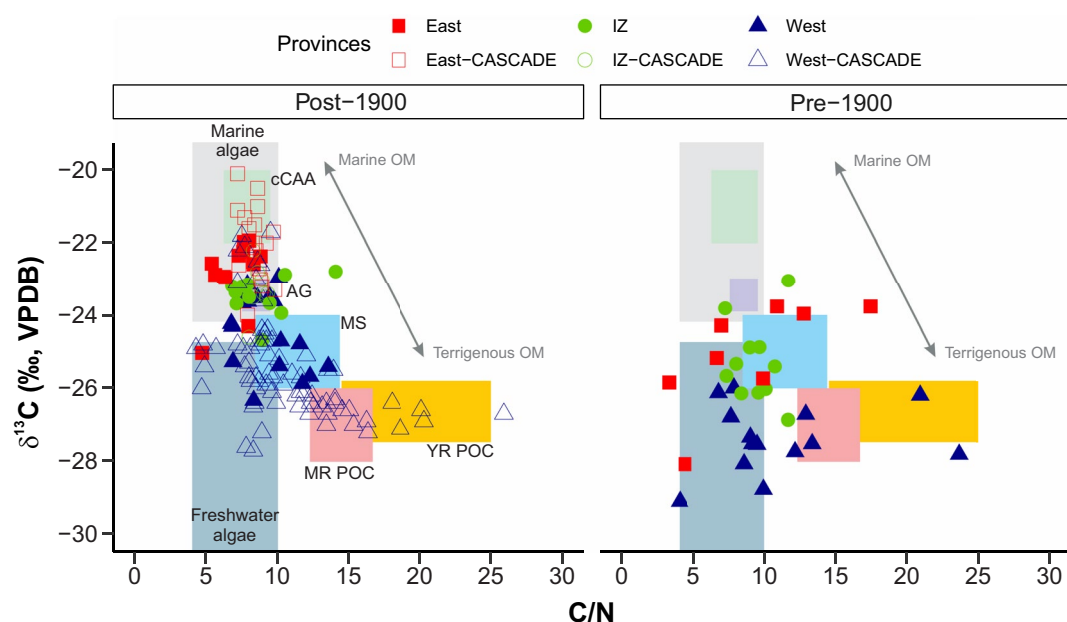 Provinces
East
IZ
West
East−CASCADE
IZ−CASCADE
West−CASCADE
Post−1900
Pre−1900
δ¹³C (‰, VPDB)
−20
−22
−24
−26
−28
−30
Marine
algae
cCAA
Marine OM
AG
MS
Terrigenous OM
YR POC
MR POC
Freshwater
algae
Marine OM
Terrigenous OM
0 5 10 15 20 25 30
0 5 10 15 20 25 30
C/N